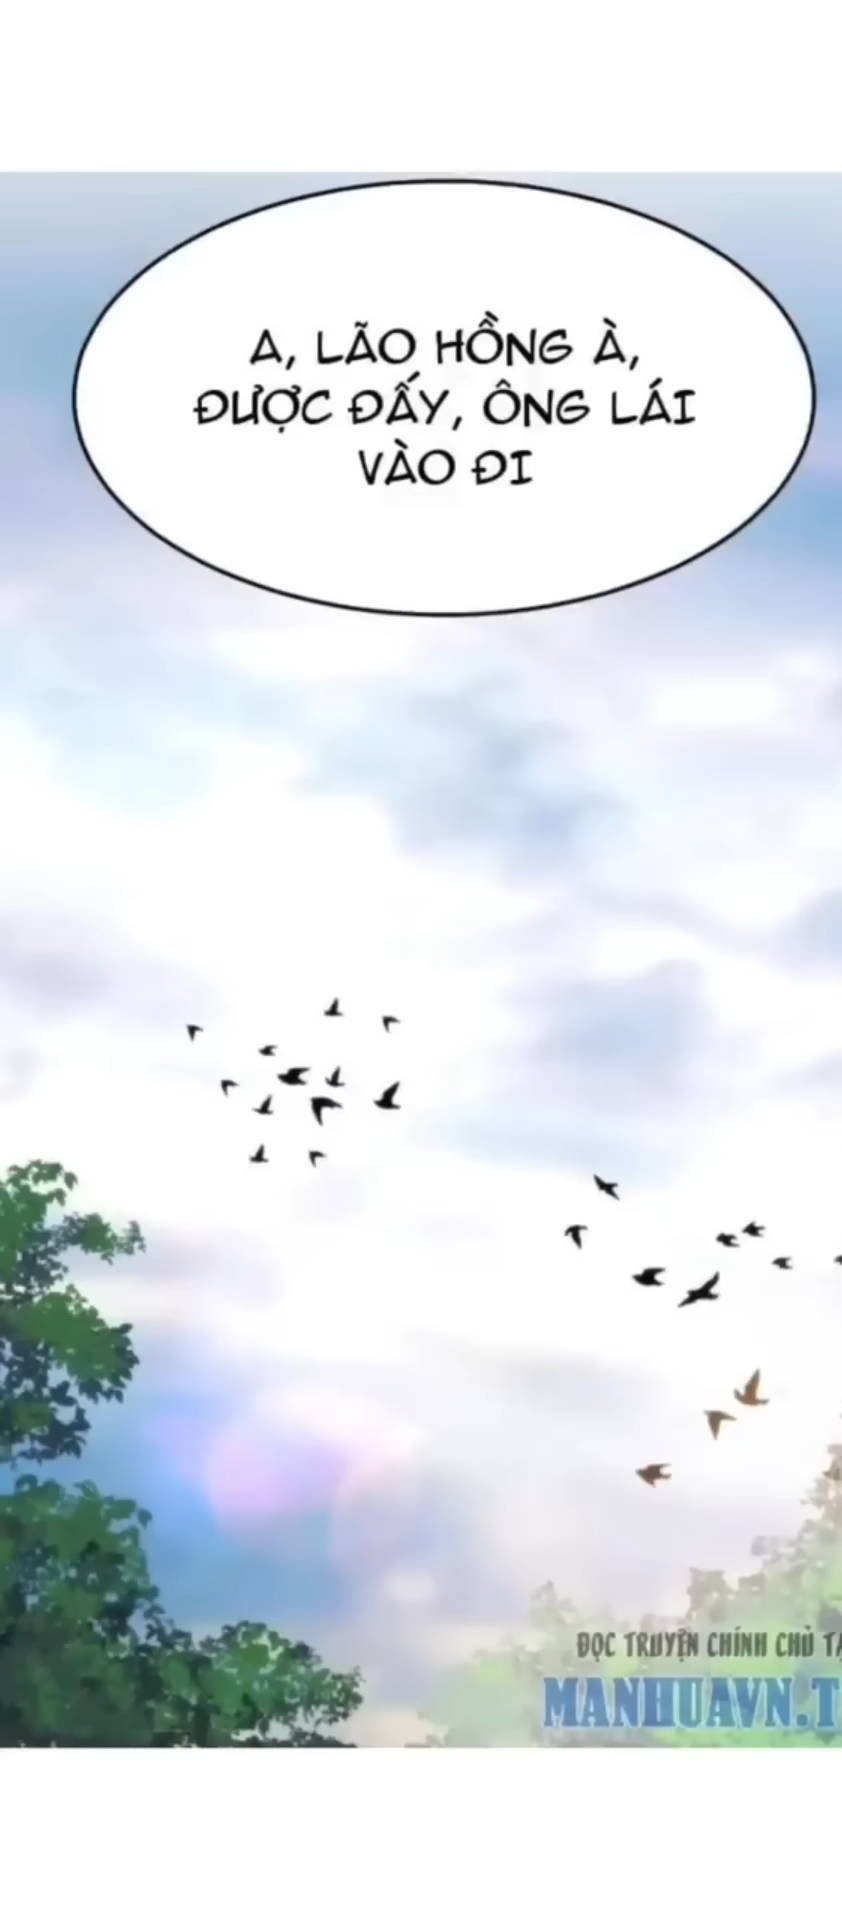 A, LÃO HỒNG À,
ĐƯỢC ĐẤY, ÔNG LÁI
VÀO ĐI
ĐỌC TRUYỆN CHÍNH CHỦ TẠ
MANHUAVN.T